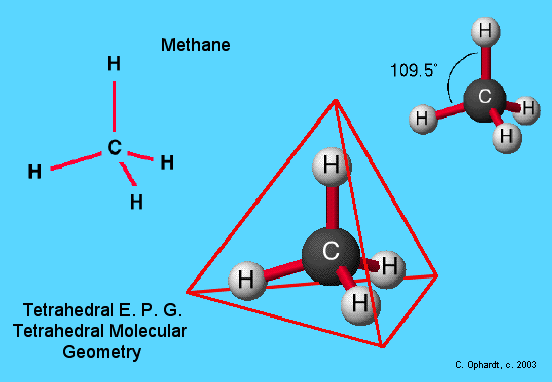 Methane
H
C
H
H
H
109.5°
H
C
H
H
H
H
C
H
H
H
Tetrahedral E. P. G.
Tetrahedral Molecular
Geometry
C. Ophardt, c. 2003